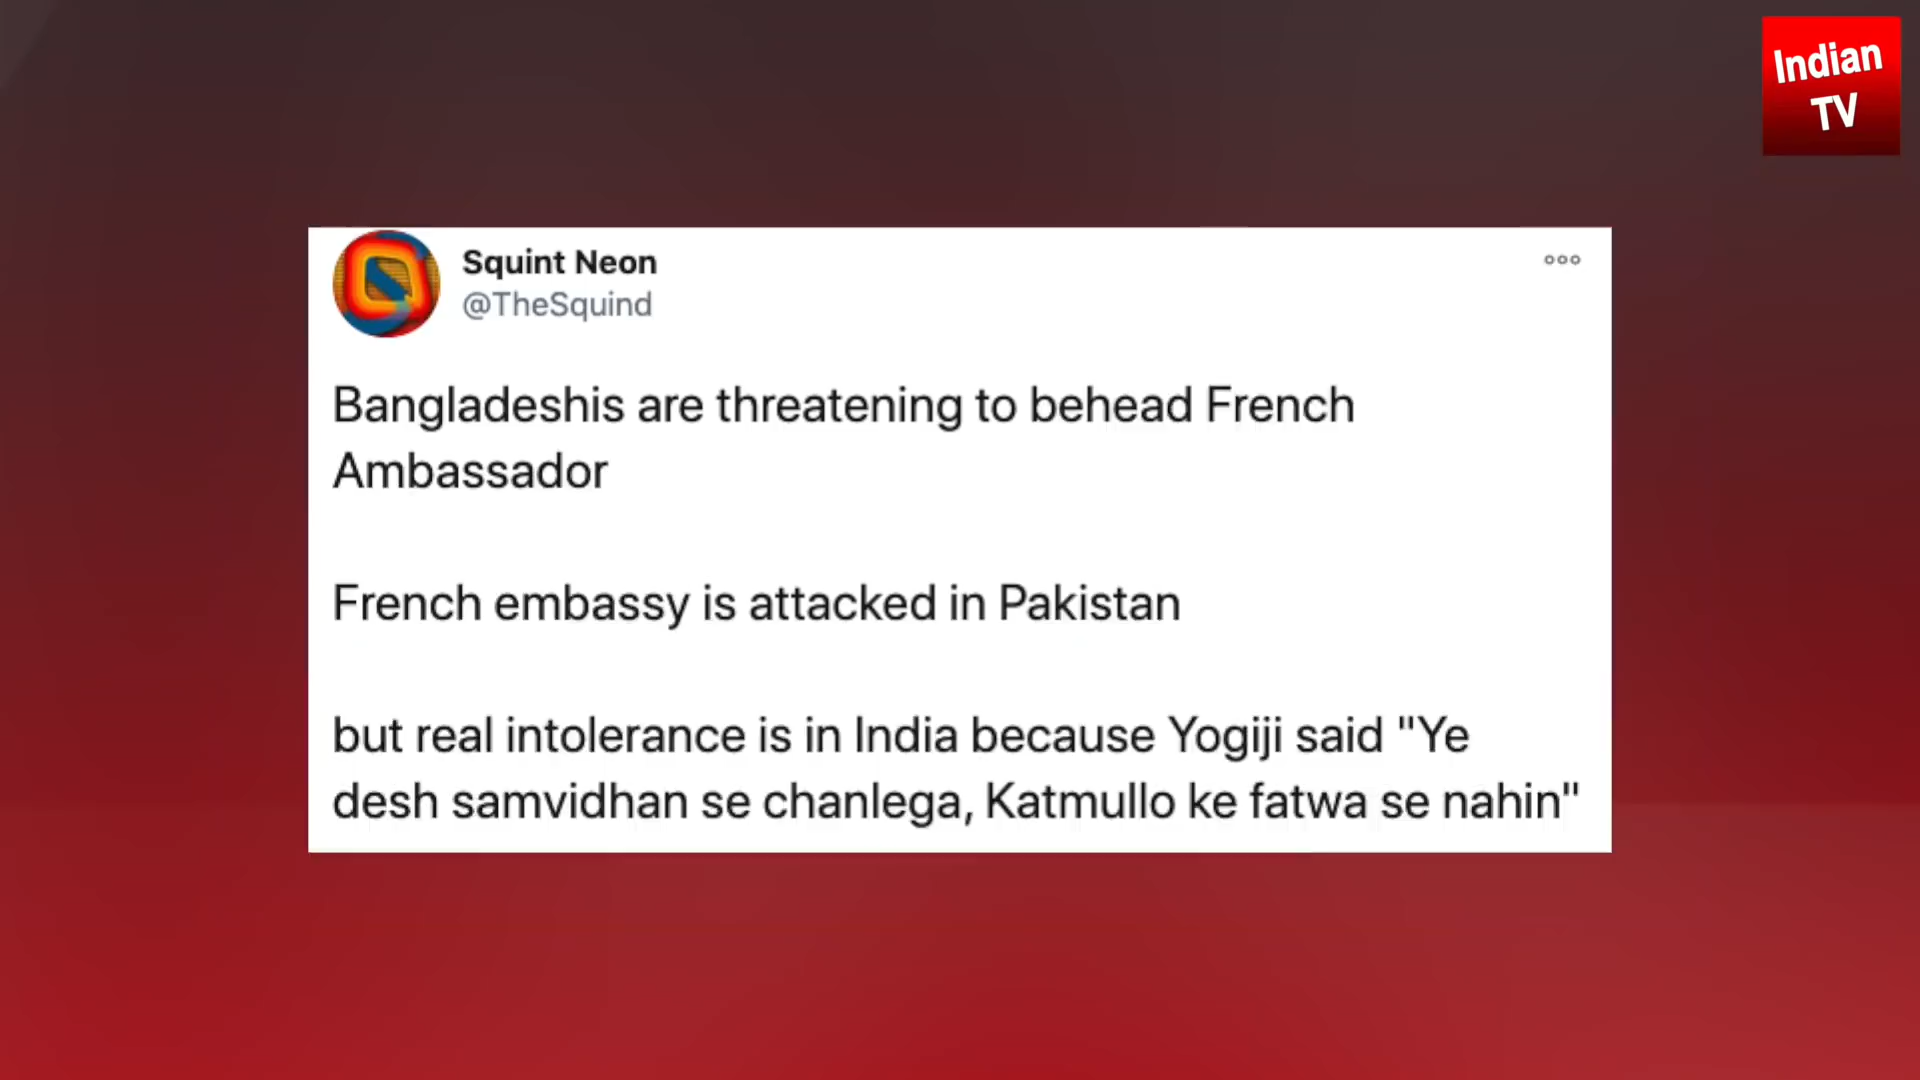 Indian
TV
Squint Neon
@TheSquind
Bangladeshis are threatening to behead French
Ambassador
French embassy is attacked in Pakistan
but real intolerance is in India because Yogiji said "Ye
desh samvidhan se chanlega, Katmullo ke fatwa se nahin"